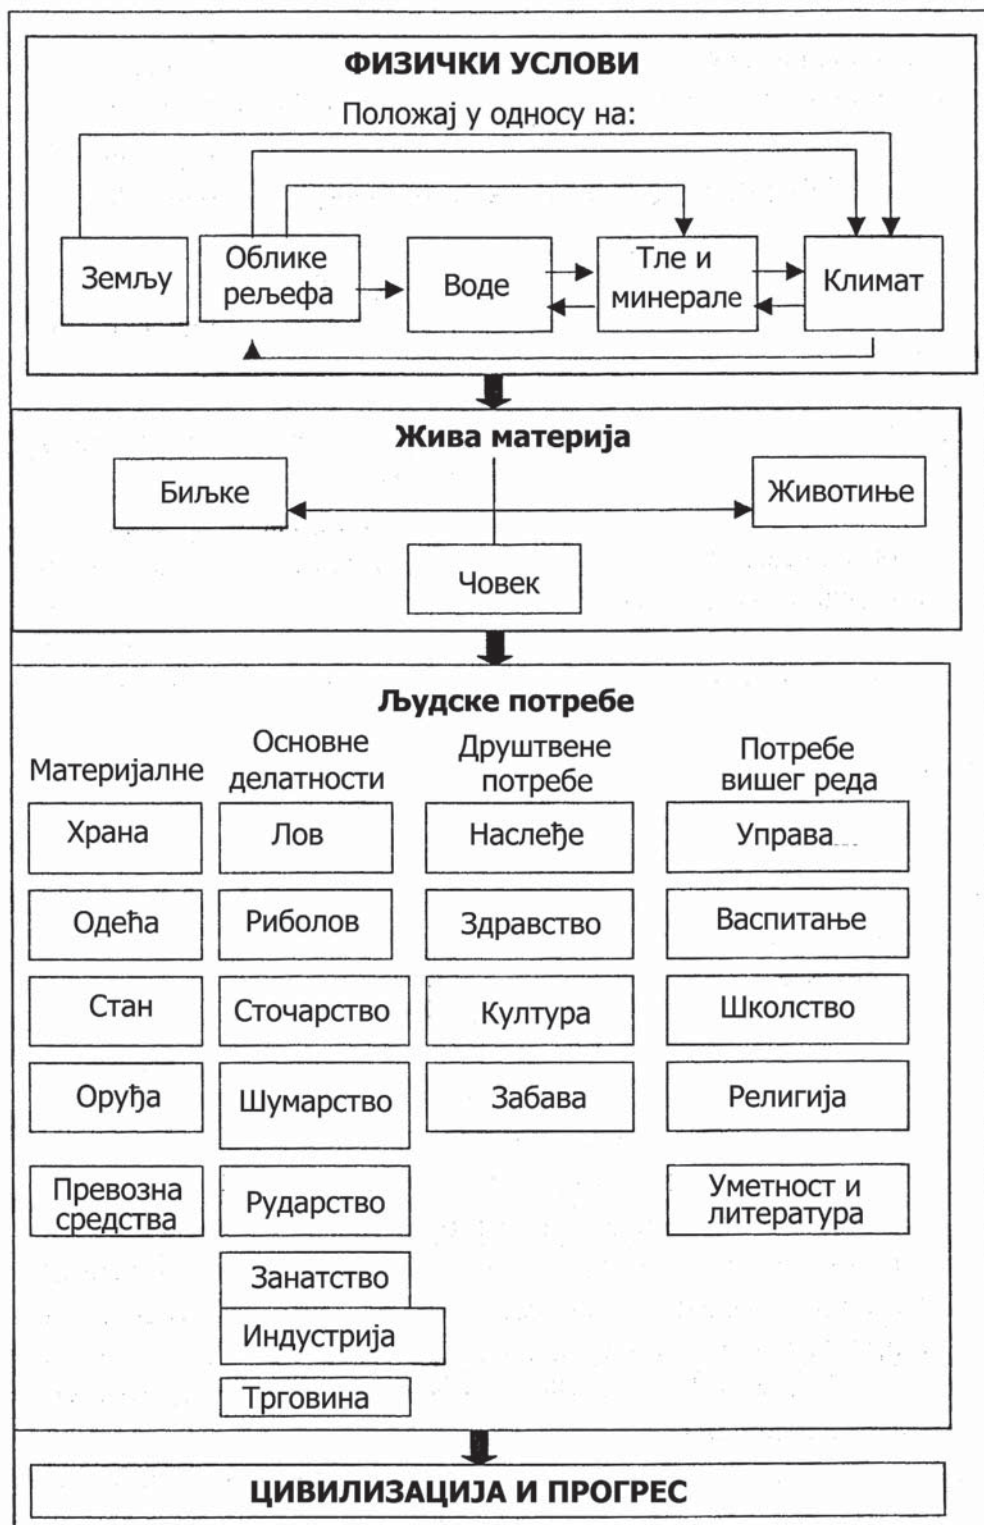 ФИЗИЧКИ УСЛОВИ
Положај у односу на:
Земљу
Облике
рељефа
Воде
Тле и
минерале
Климат
Жива материја
Биљке
Животиње
Човек
Људске потребе
Материјалне
Основне
делатности
Друштвене
потребе
Потребе
вишег реда
Храна
Лов
Наслеђе
Управа
Одећа
Риболов
Здравство
Васпитање
Стан
Сточарство
Култура
Школство
Оруђа
Шумарство
Забава
Религија
Превозна
средства
Рударство
Уметност и
литература
Занатство
Индустрија
Трговина
ЦИВИЛИЗАЦИЈА И ПРОГРЕС